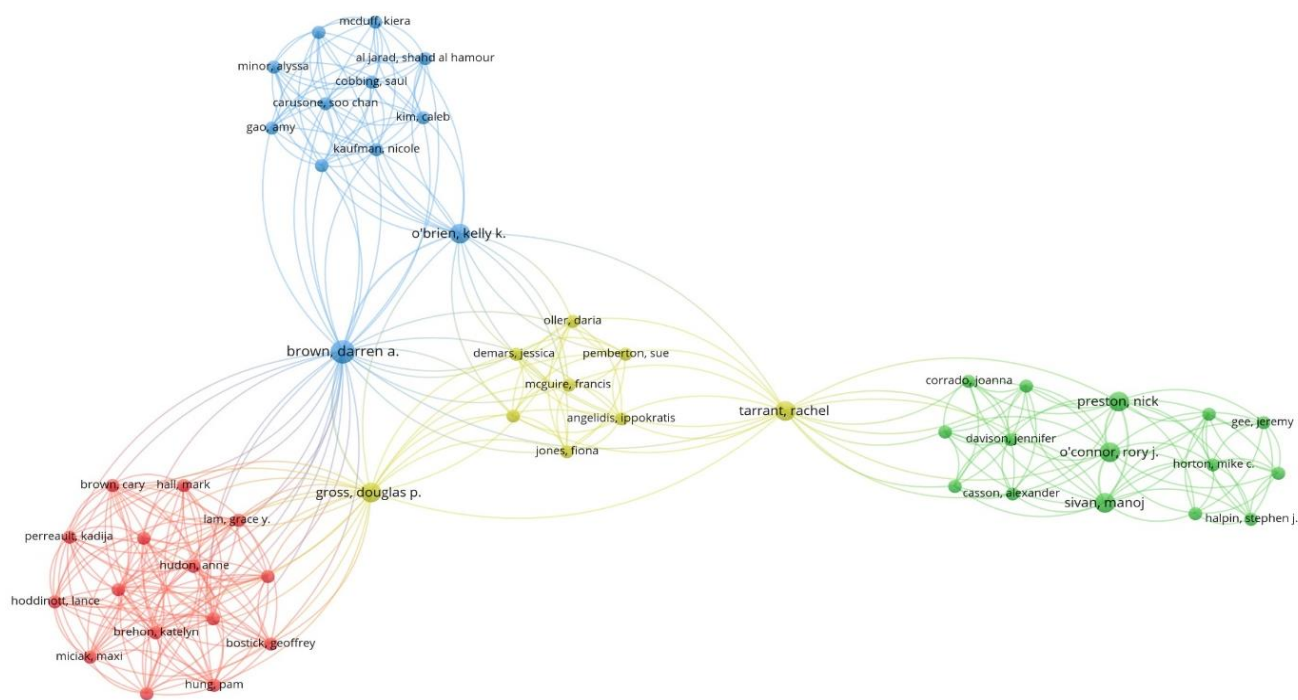 mcduff, kiera
al jarad, shahd al hamour
minor, alyssa
cobbing, saul
carusone, soo chan
kim, caleb
gao, amy
kaufman, nicole
o'brien, kelly k.
oller, daria
brown, darren a.
demars, jessica
pemberton, sue
mcguire, francis
corrado, joanna
preston, nick
tarrant, rachel
angelidis, ippokratis
gee, jeremy
davison, jennifer
o'connor, rory j.
jones, fiona
horton, mike c.
brown, cary
hall, mark
gross, douglas p.
casson, alexander
sivan, manoj
halpin, stephen j.
lam, grace y.
perreault, kadija
hudon, anne
hoddinott, lance
brehon, katelyn
bostick, geoffrey
miciak, maxi
hung, pam